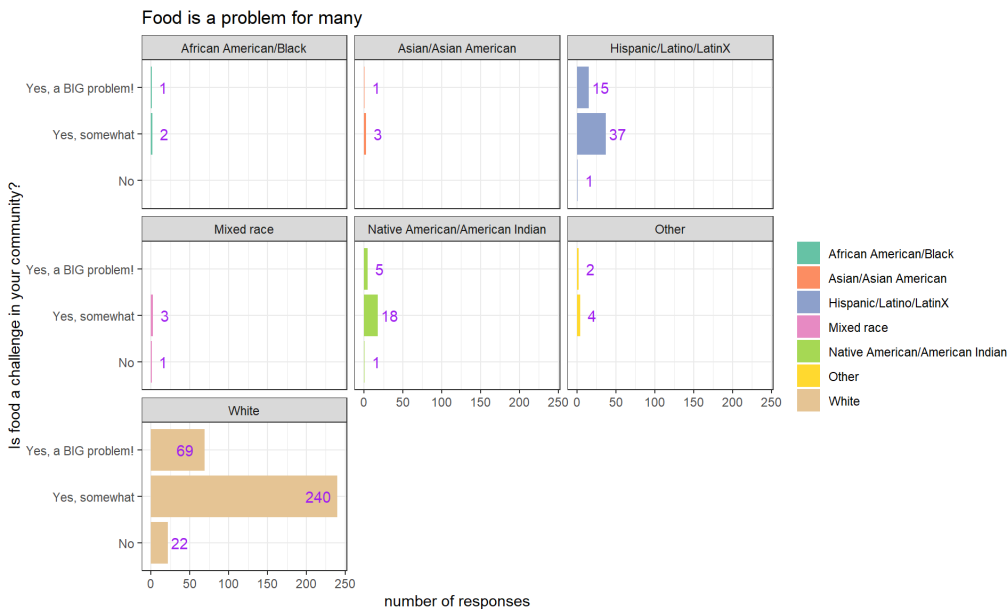 Food is a problem for many
African American/Black
Asian/Asian American
Hispanic/Latino/LatinX
Yes, a BIG problem!
1
1
15
Yes, somewhat
2
3
37
No
1
Mixed race
Native American/American Indian
Other
Yes, a BIG problem!
5
2
Yes, somewhat
3
18
4
No
1
1
0 50 100 150 200 250
0 50 100 150 200 250
White
Yes, a BIG problem!
69
Yes, somewhat
240
No
22
0 50 100 150 200 250
number of responses
Is food a challenge in your community?
African American/Black
Asian/Asian American
Hispanic/Latino/LatinX
Mixed race
Native American/American Indian
Other
White